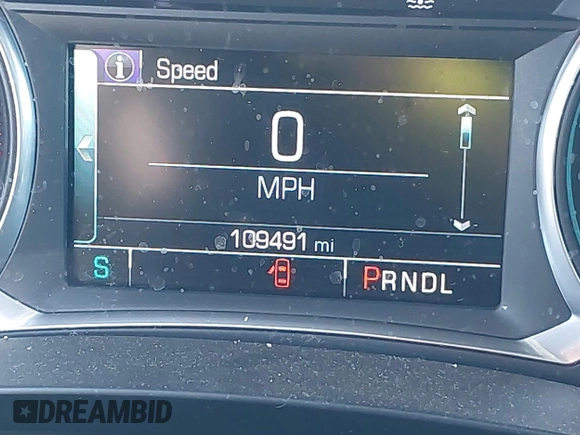 Speed
0
MPH
109491 mi
S
PRNDL
DREAMBID